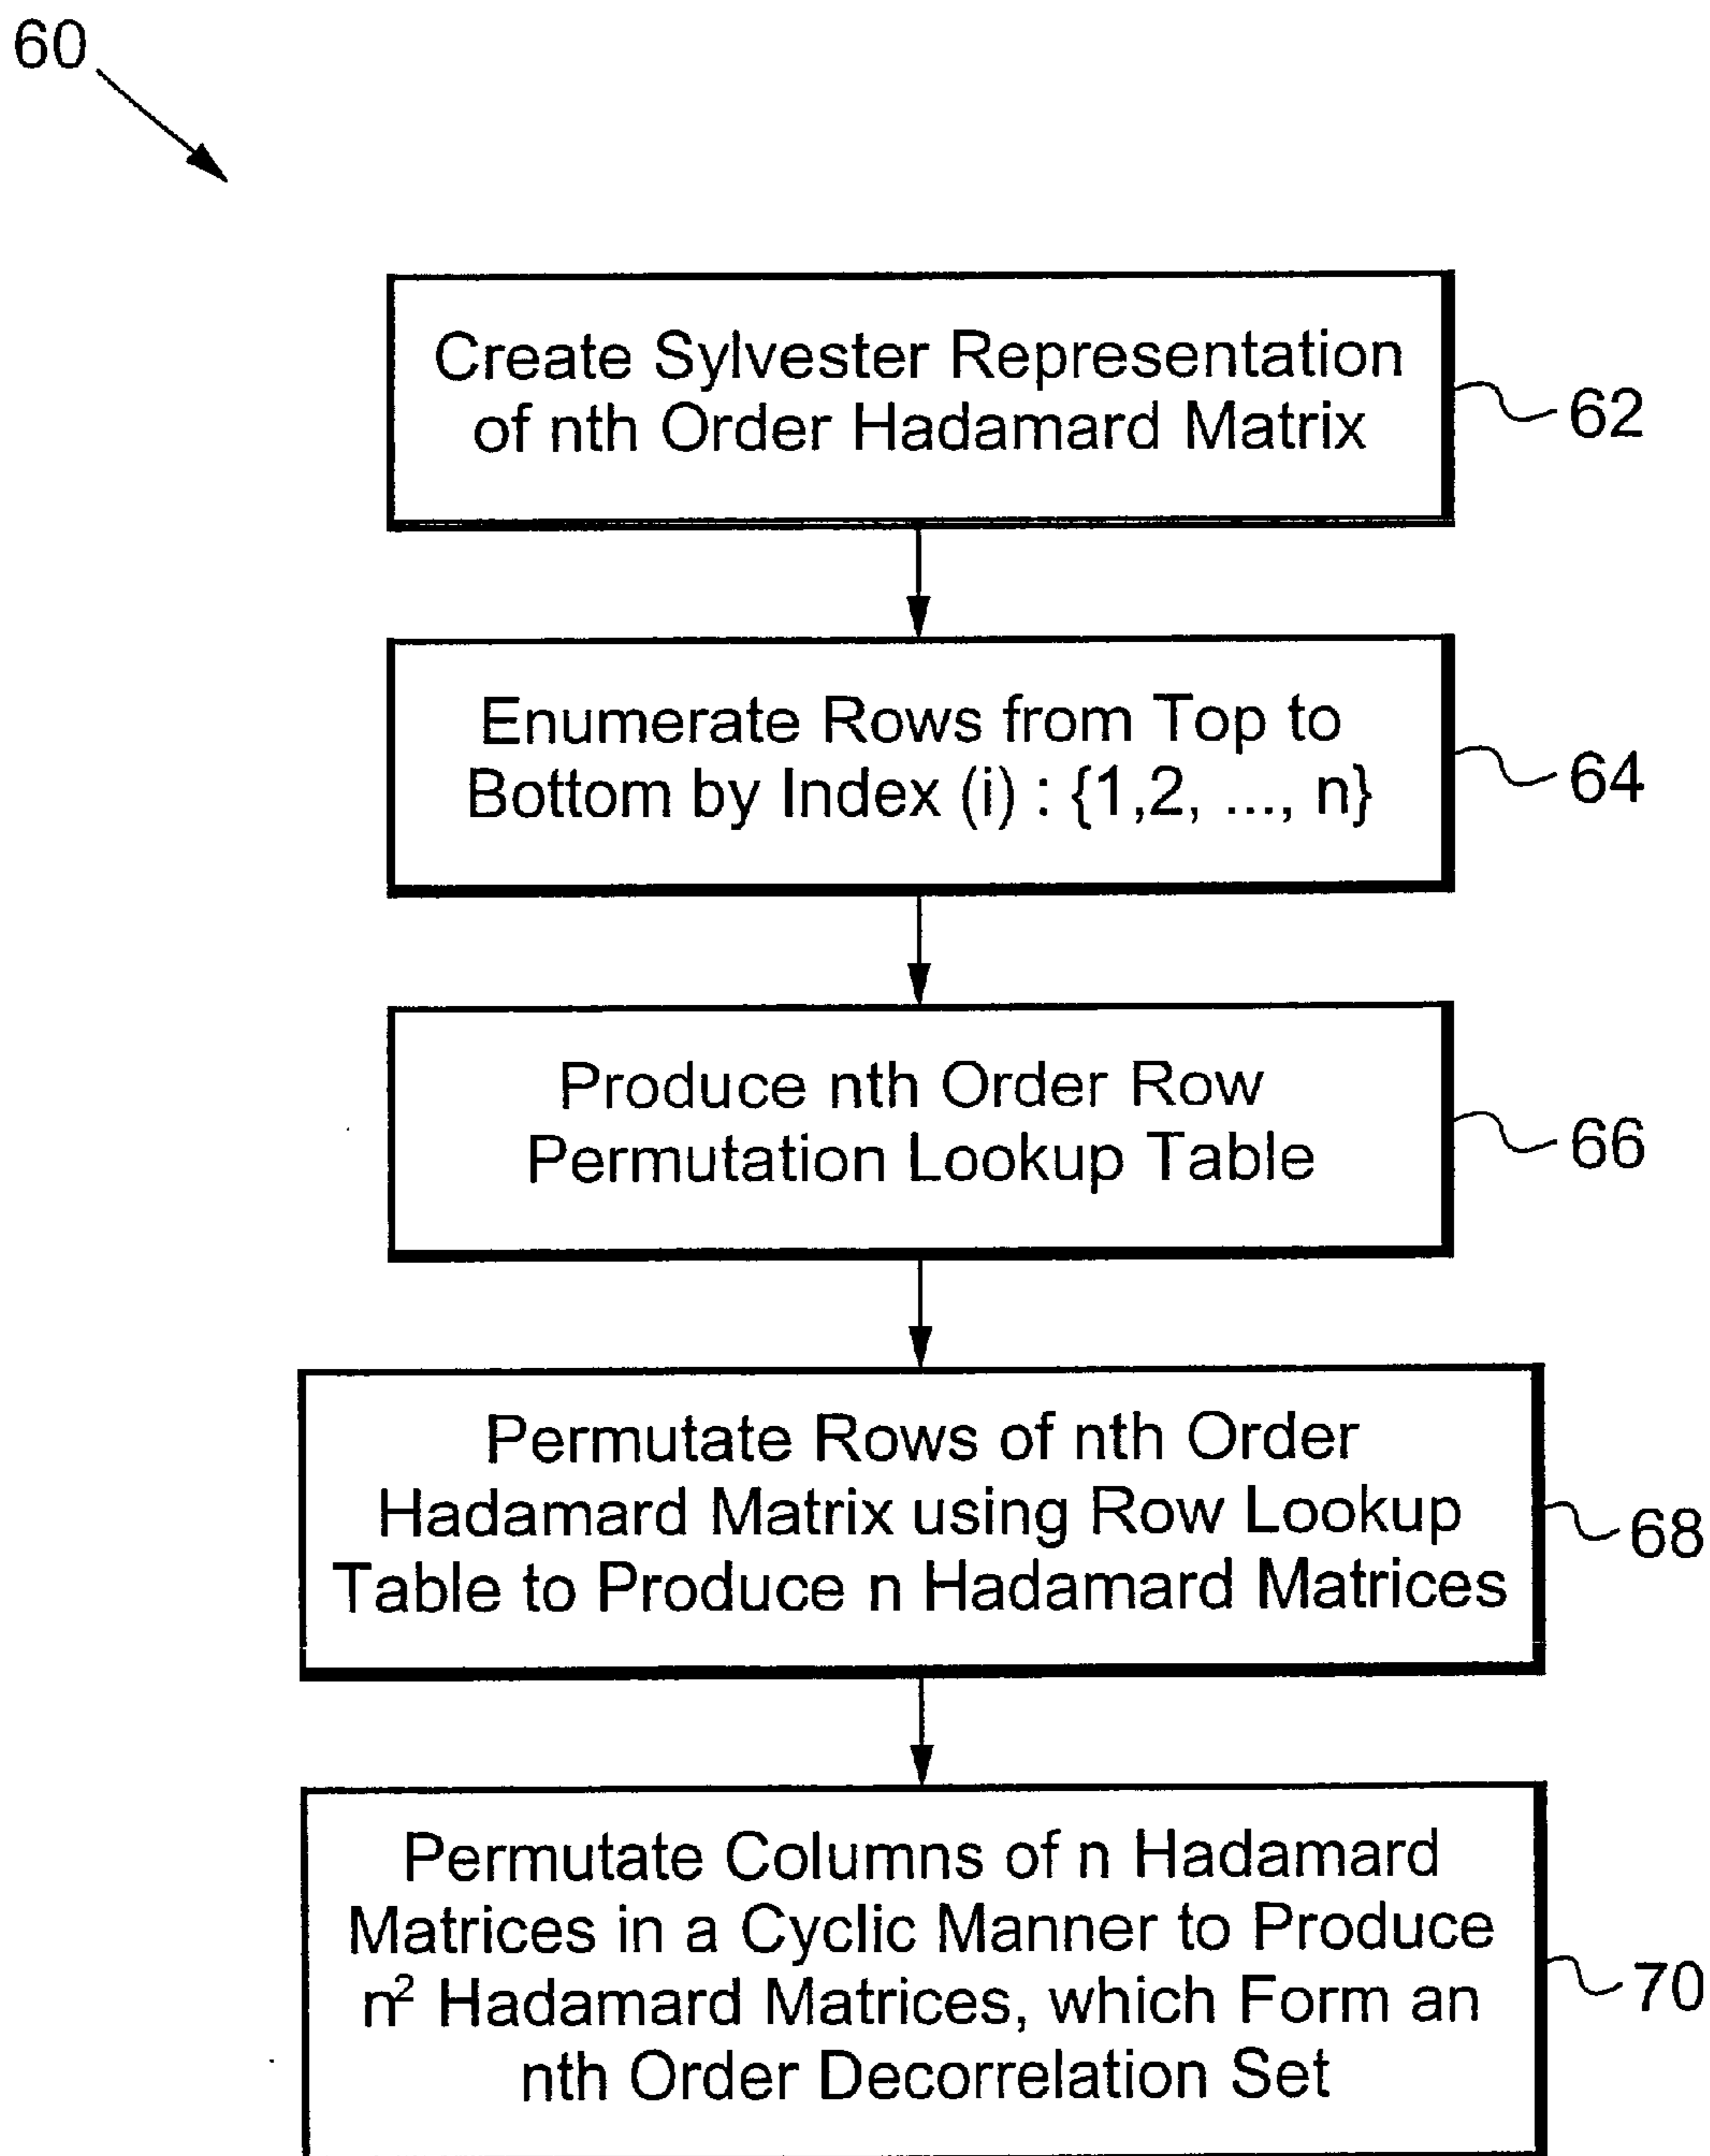 60
Create Sylvester Representation
of nth Order Hadamard Matrix
62
Enumerate Rows from Top to
Bottom by Index (i) : {1,2, ..., n}
64
Produce nth Order Row
Permutation Lookup Table
66
Permutate Rows of nth Order
Hadamard Matrix using Row Lookup
Table to Produce n Hadamard Matrices
68
Permutate Columns of n Hadamard
Matrices in a Cyclic Manner to Produce
n² Hadamard Matrices, which Form an
nth Order Decorrelation Set
70